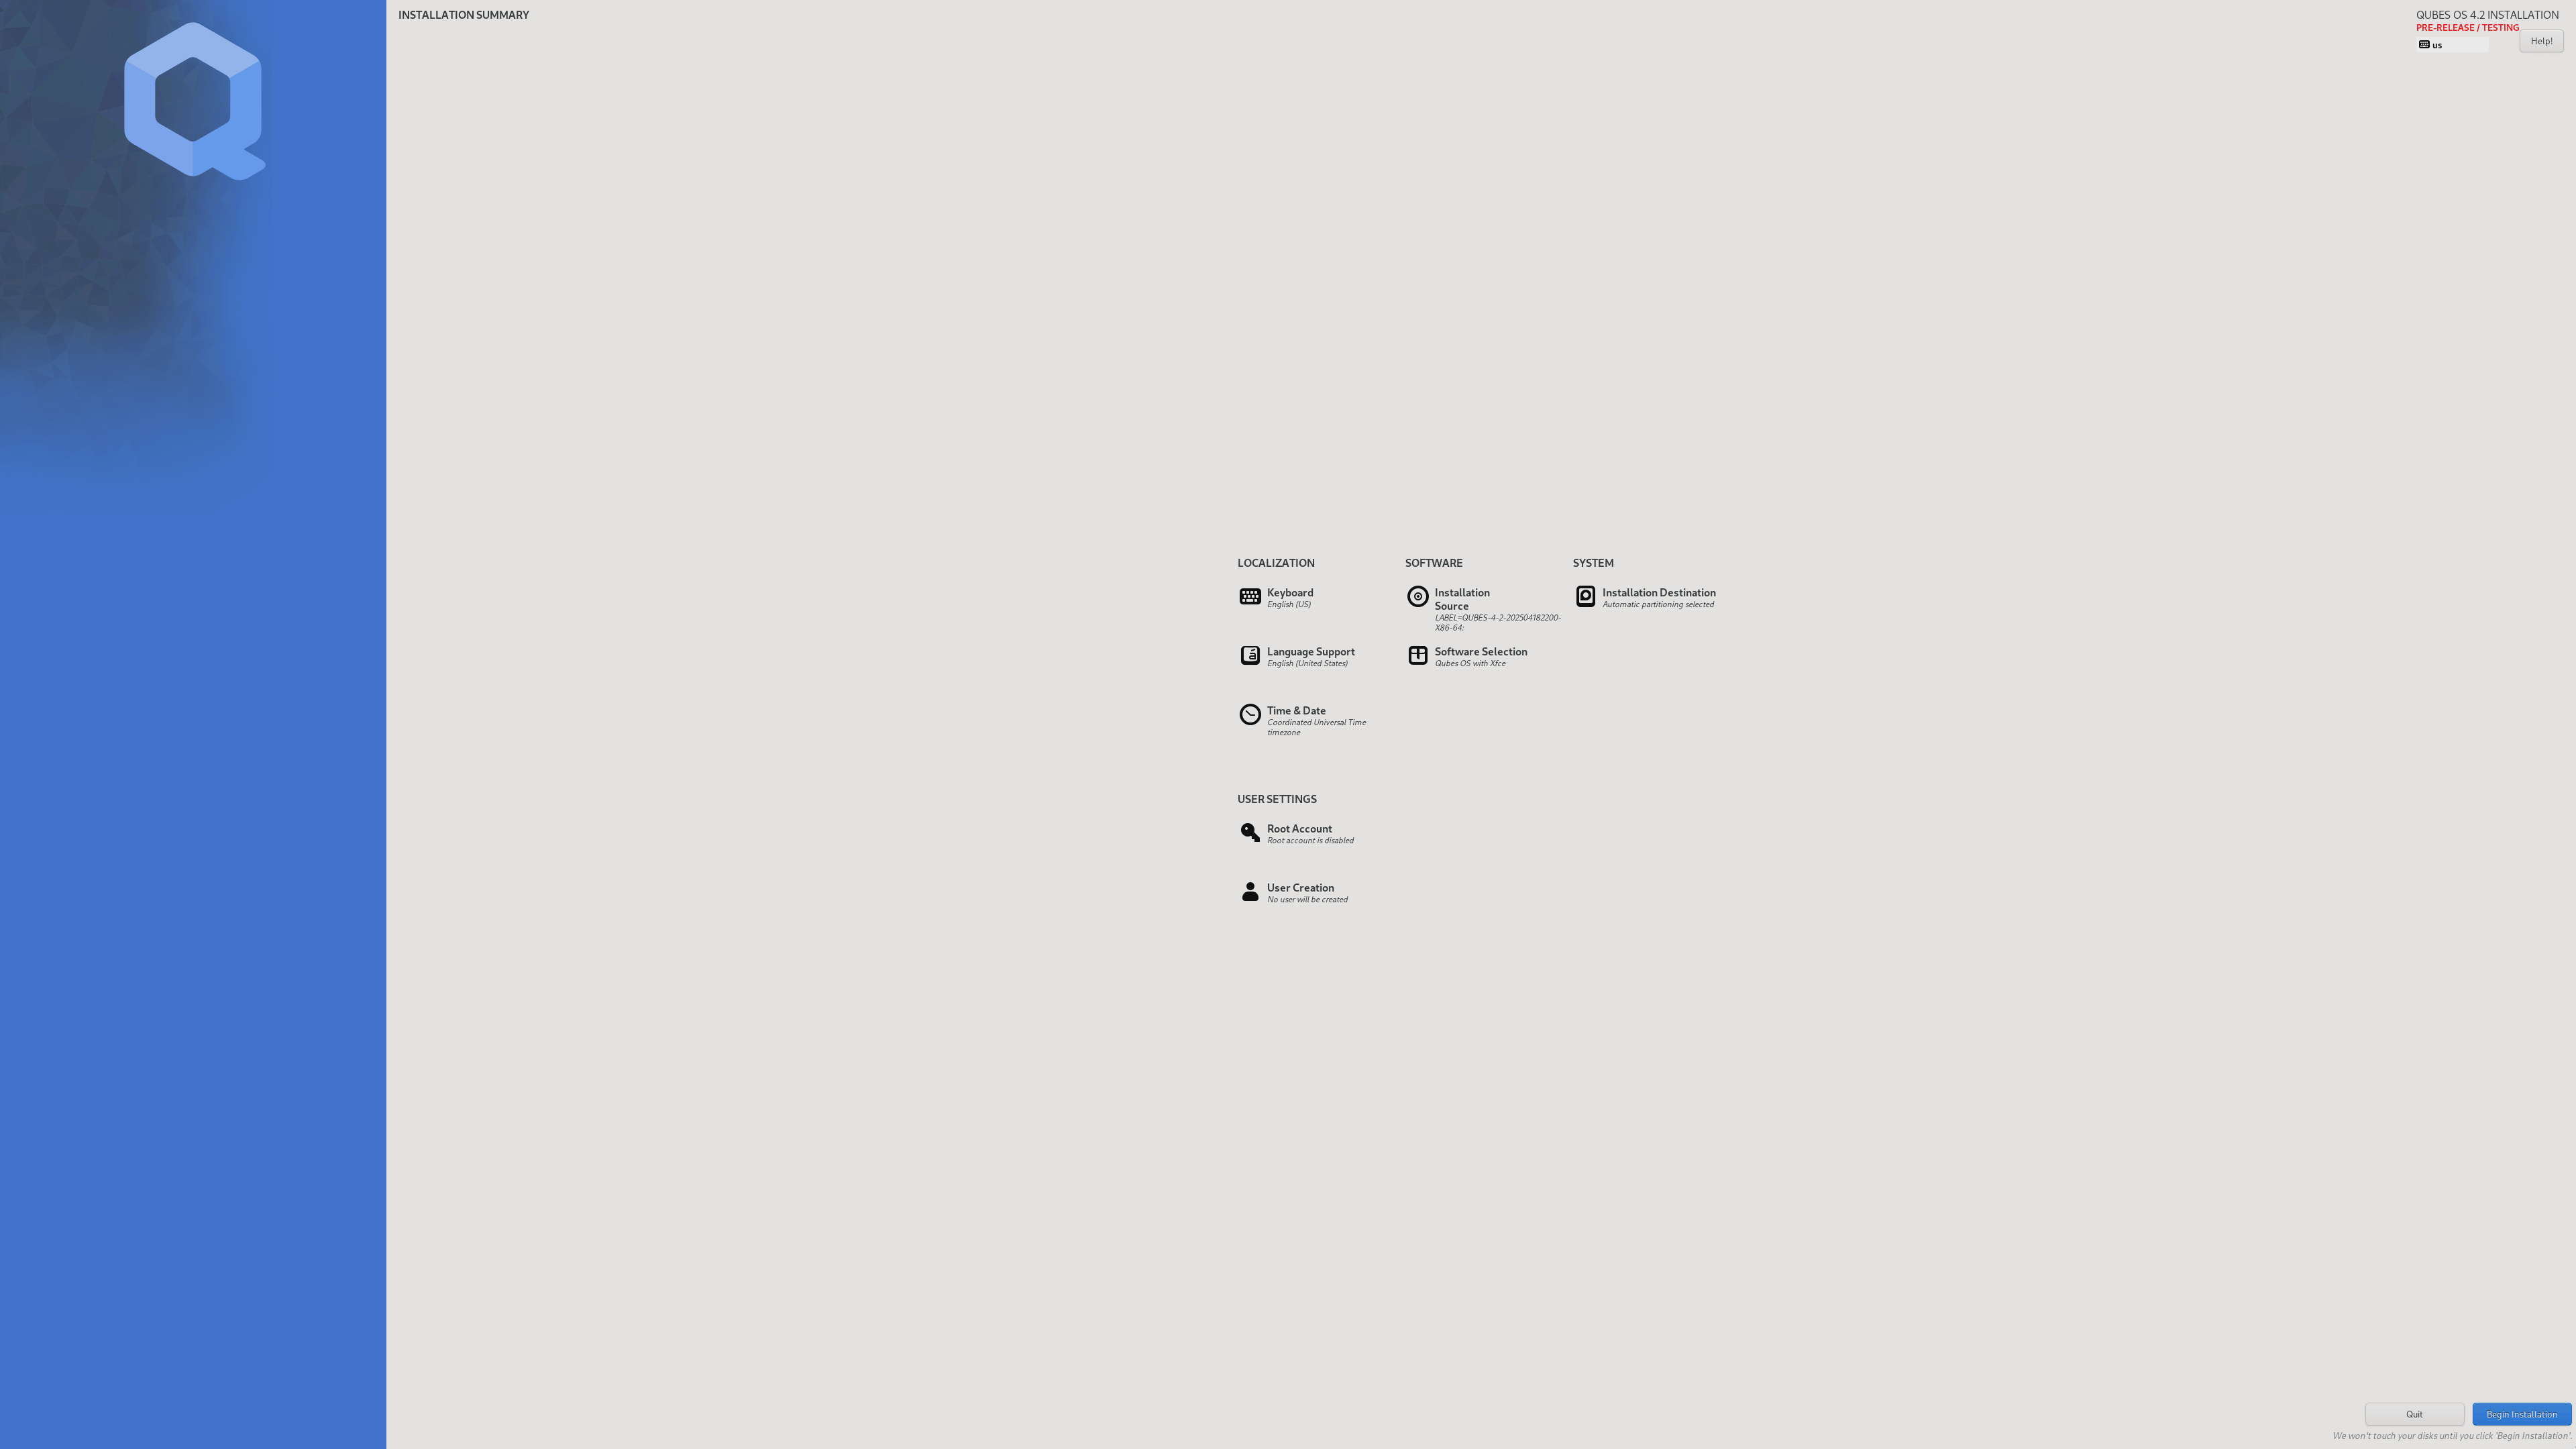 INSTALLATION SUMMARY
QUBES OS 4.2 INSTALLATION
PRE-RELEASE / TESTING
us
Help!
LOCALIZATION
Keyboard
English (US)
Language Support
English (United States)
Time & Date
Coordinated Universal Time
timezone
SOFTWARE
Installation
Source
LABEL=QUBES-4-2-202504182200-
X86-64:
Software Selection
Qubes OS with Xfce
SYSTEM
Installation Destination
Automatic partitioning selected
USER SETTINGS
Root Account
Root account is disabled
User Creation
No user will be created
Quit
Begin Installation
We won't touch your disks until you click 'Begin Installation'.